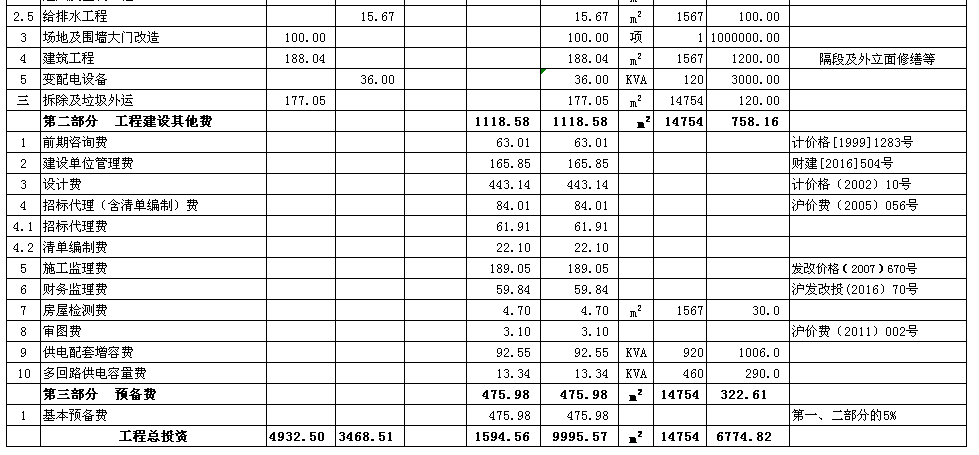 2.5 给排水工程 15.67 15.67 m² 1567 100.00
3 场地及围墙大门改造 100.00 100.00 项 1 1000000.00
4 建筑工程 188.04 188.04 m² 1567 1200.00 隔段及外立面修缮等
5 变配电设备 36.00 36.00 KVA 120 3000.00
三 拆除及垃圾外运 177.05 177.05 m² 14754 120.00
第二部分 工程建设其他费 1118.58 1118.58 m² 14754 758.16
1 前期咨询费 63.01 63.01 计价格[1999]1283号
2 建设单位管理费 165.85 165.85 财建[2016]504号
3 设计费 443.14 443.14 计价格（2002）10号
4 招标代理（含清单编制）费 84.01 84.01 沪价费（2005）056号
4.1 招标代理费 61.91 61.91
4.2 清单编制费 22.10 22.10
5 施工监理费 189.05 189.05 发改价格（2007）670号
6 财务监理费 59.84 59.84 沪发改投(2016）70号
7 房屋检测费 4.70 4.70 m² 1567 30.0
8 审图费 3.10 3.10 沪价费（2011）002号
9 供电配套增容费 92.55 92.55 KVA 920 1006.0
10 多回路供电容量费 13.34 13.34 KVA 460 290.0
第三部分 预备费 475.98 475.98 m² 14754 322.61
1 基本预备费 475.98 475.98 第一、二部分的5%
工程总投资 4932.50 3468.51 1594.56 9995.57 m² 14754 6774.82